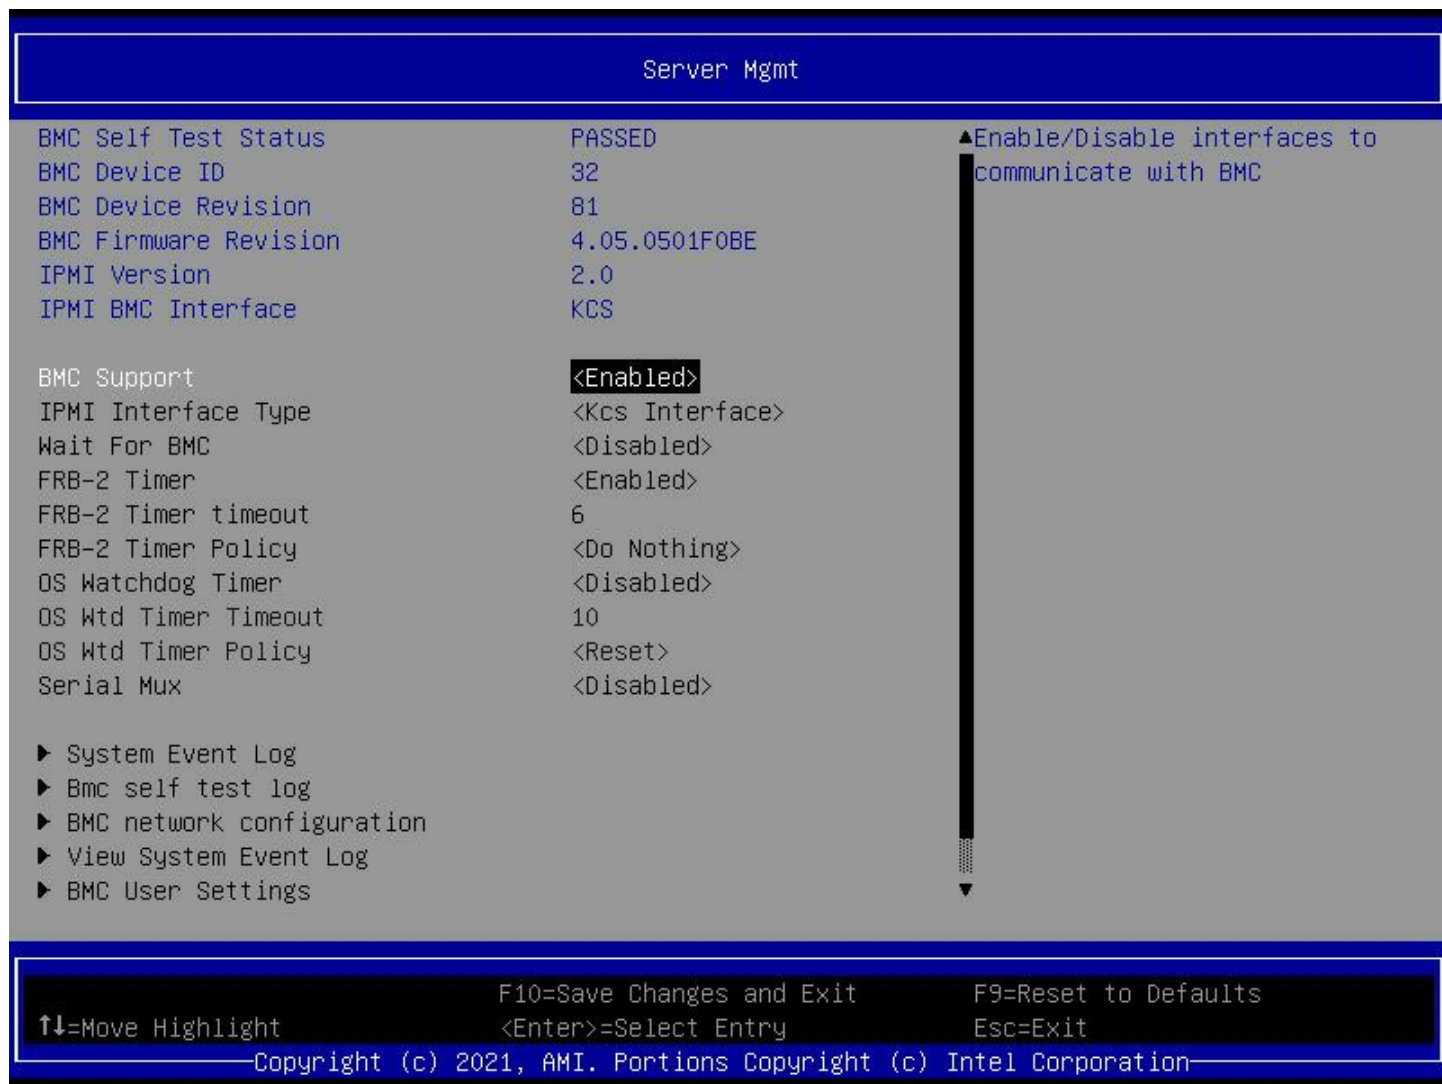 Server Mgmt
BMC Self Test Status PASSED
BMC Device ID 32
BMC Device Revision 81
BMC Firmware Revision 4.05.0501F0BE
IPMI Version 2.0
IPMI BMC Interface KCS
BMC Support <Enabled>
IPMI Interface Type <Kcs Interface>
Wait For BMC <Disabled>
FRB-2 Timer <Enabled>
FRB-2 Timer timeout 6
FRB-2 Timer Policy <Do Nothing>
OS Watchdog Timer <Disabled>
OS Wtd Timer Timeout 10
OS Wtd Timer Policy <Reset>
Serial Mux <Disabled>
System Event Log
Bmc self test log
BMC network configuration
View System Event Log
BMC User Settings
Enable/Disable interfaces to
communicate with BMC
F10=Save Changes and Exit F9=Reset to Defaults
↑↓=Move Highlight <Enter>=Select Entry Esc=Exit
Copyright (c) 2021, AMI. Portions Copyright (c) Intel Corporation